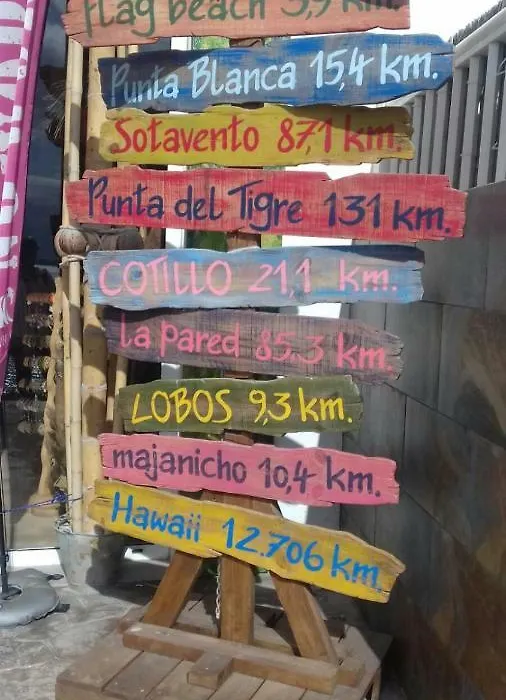 Flag beach 5,9 km.
Punta Blanca 15,4 km.
Sotavento 87,1 km.
Punta del Tigre 131 km.
COTILLO 21,1 km.
la pared 85.3 km.
LOBOS 9,3 km.
majanicho 10,4 km.
Hawaii 12.706 km.